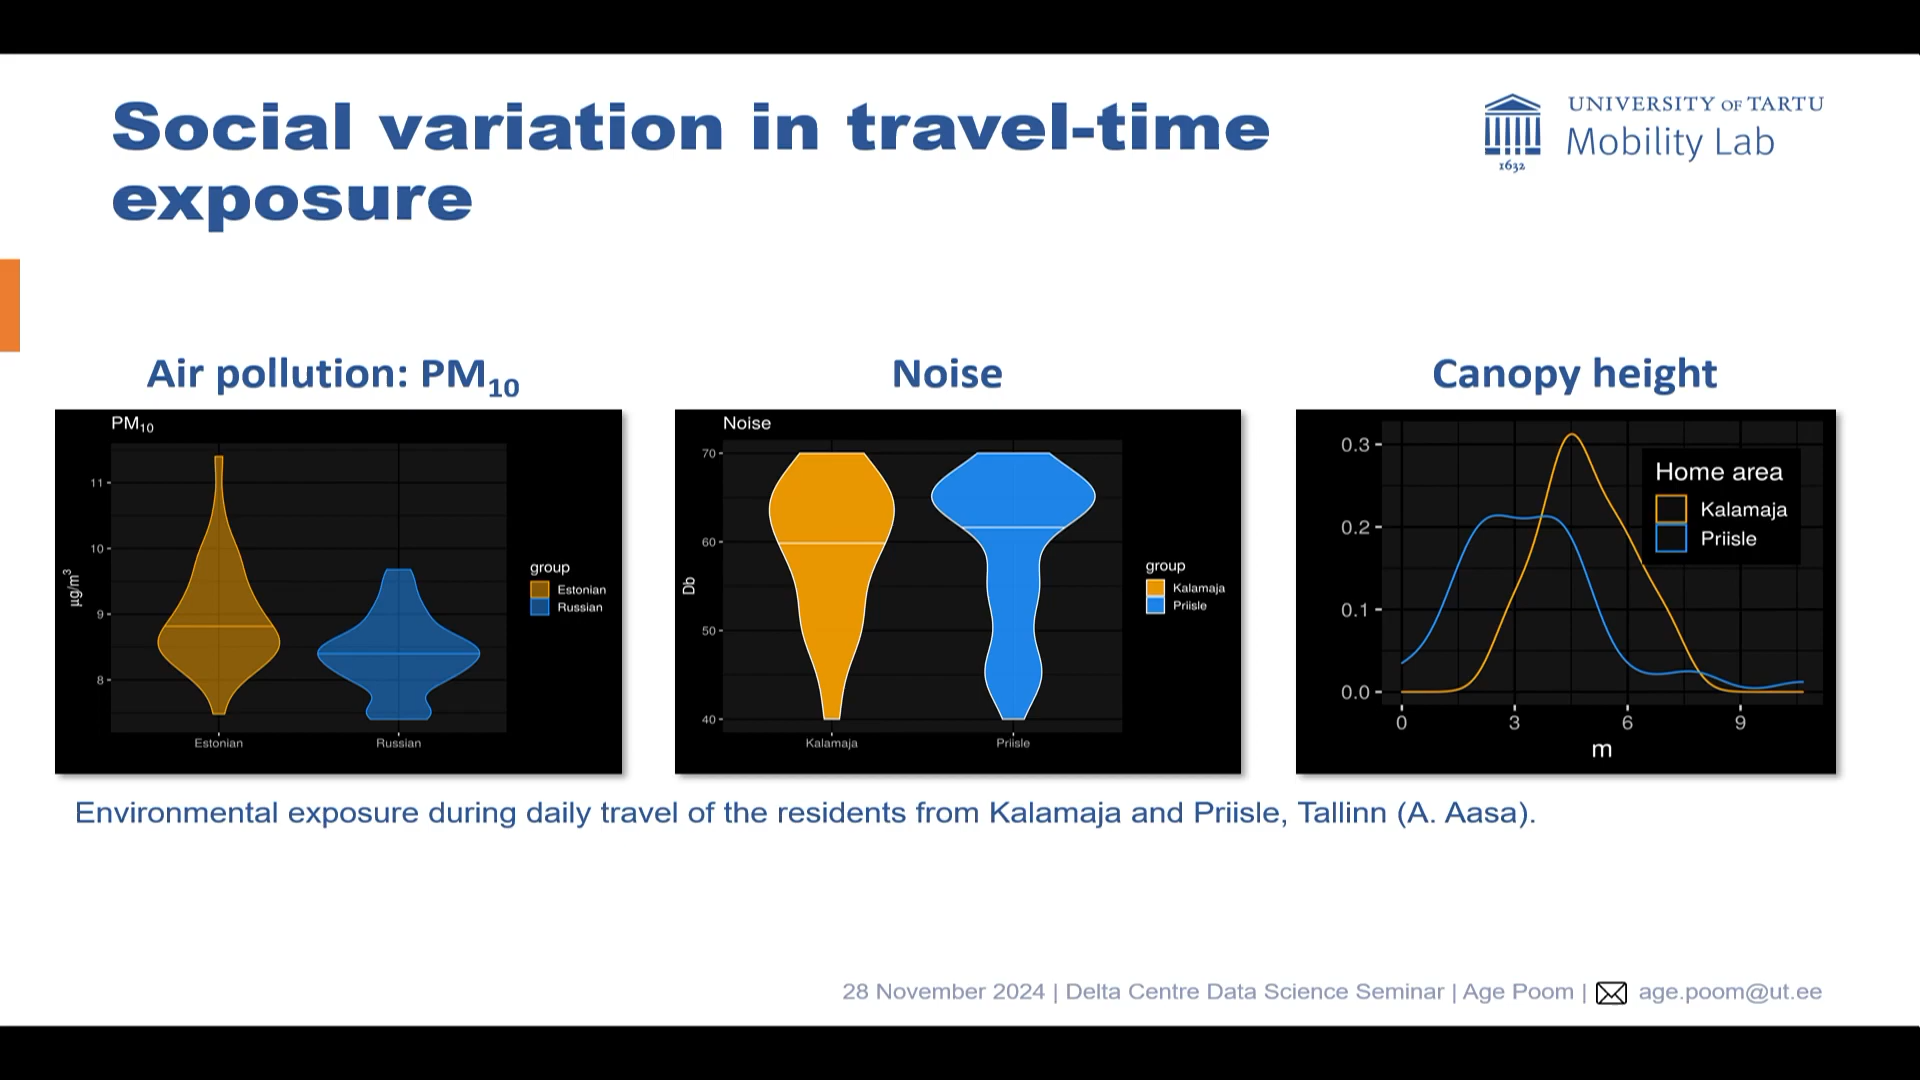 Social variation in travel-time
exposure
UNIVERSITY OF TARTU
Mobility Lab
1632
Air pollution: PM₁₀
PM₁₀
11
10
9
8
µg/m³
Estonian
Russian
group
Estonian
Russian
Noise
Noise
70
60
50
40
Db
Kalamaja
Priisle
group
Kalamaja
Priisle
Canopy height
0.3
0.2
0.1
0.0
0
3
6
9
m
Home area
Kalamaja
Priisle
Environmental exposure during daily travel of the residents from Kalamaja and Priisle, Tallinn (A. Aasa).
28 November 2024 | Delta Centre Data Science Seminar | Age Poom | age.poom@ut.ee